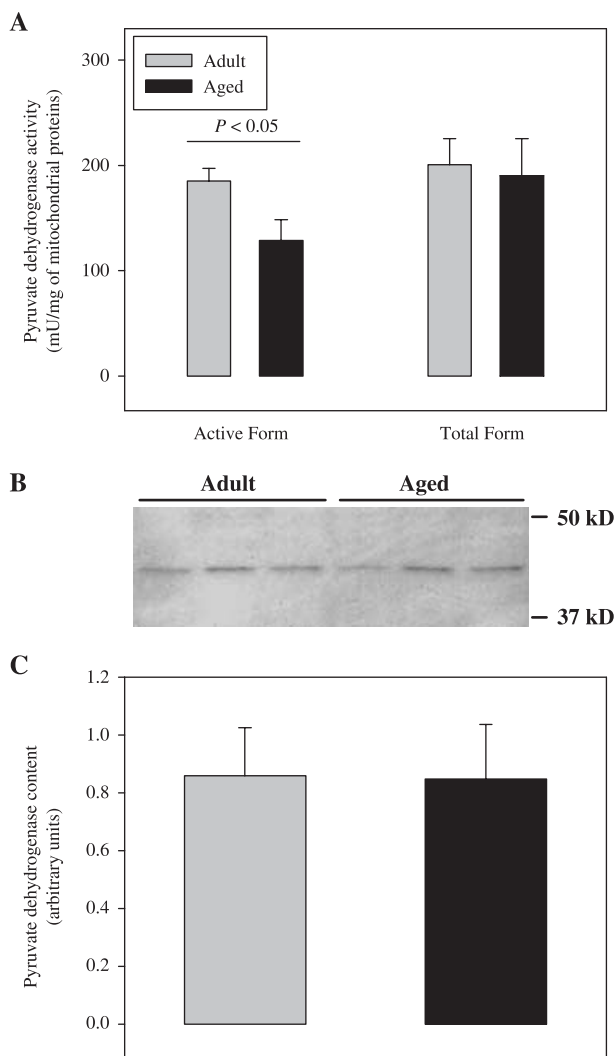 A
Pyruvate dehydrogenase activity
(mU/mg of mitochondrial proteins)
300
200
100
0
Adult
Aged
P < 0.05
Active Form
Total Form
B
Adult
Aged
50 kD
37 kD
C
Pyruvate dehydrogenase content
(arbitrary units)
1.2
1.0
0.8
0.6
0.4
0.2
0.0